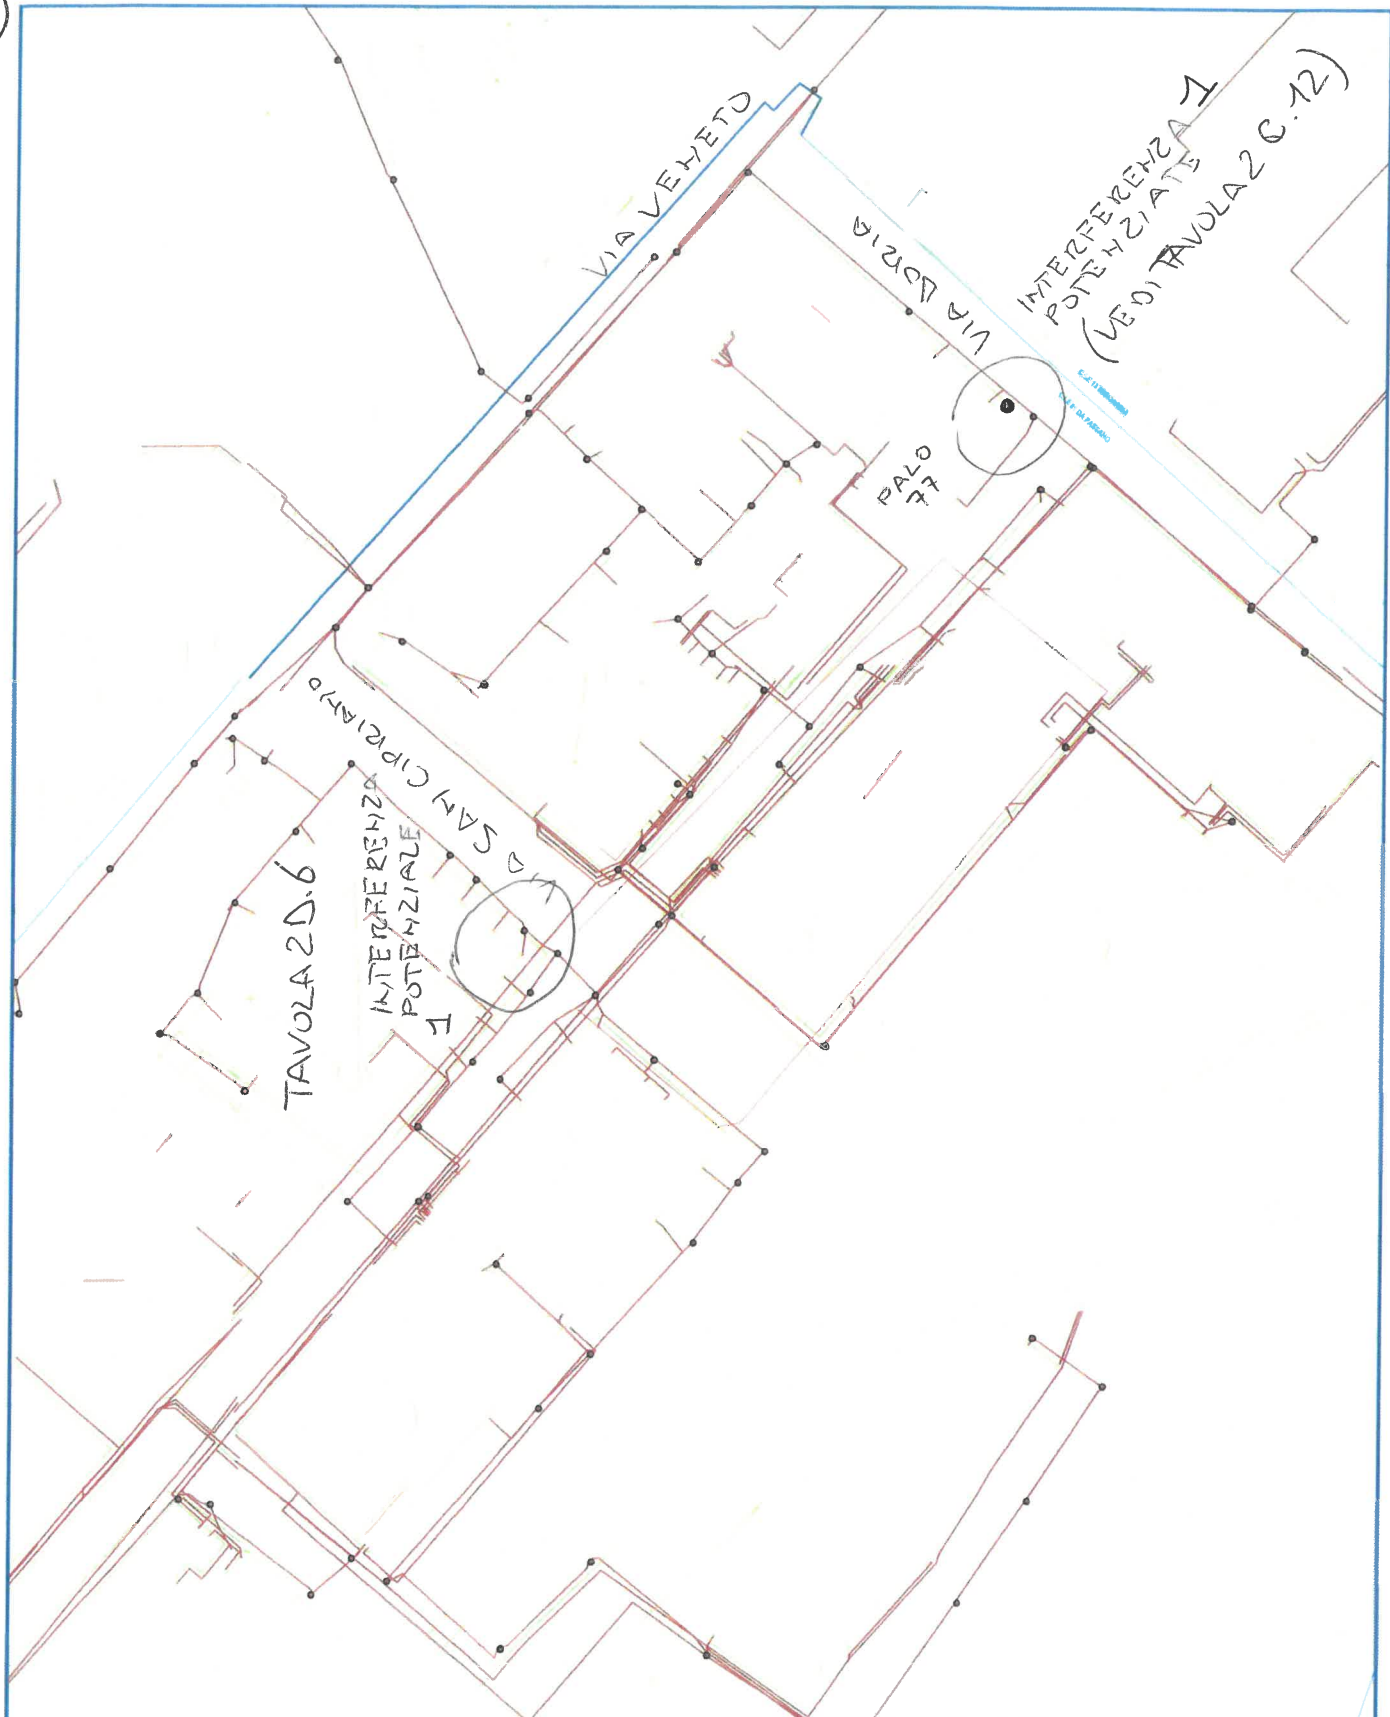 VIA VENETO
VIA DORIA
INTERFERENZA 1
POTENZIATE
(VEDI TAVOLA 2 C.12)
PALO
77
D SAN CIPRIANO
TAVOLA 2D.6
INTERFERENZA
POTENZIALE
1